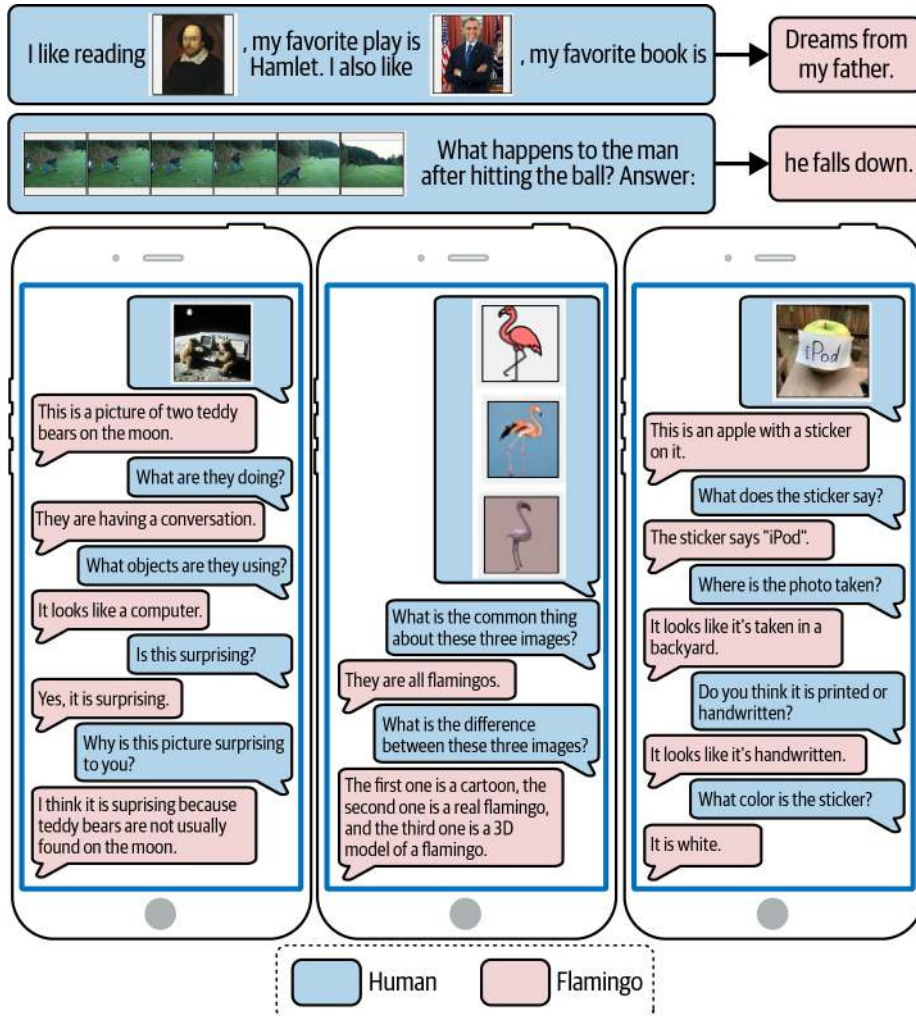 I like reading , my favorite play is
Hamlet. I also like , my favorite book is
Dreams from
my father.
What happens to the man
after hitting the ball? Answer:
he falls down.
This is a picture of two teddy
bears on the moon.
What are they doing?
They are having a conversation.
What objects are they using?
It looks like a computer.
Is this surprising?
Yes, it is surprising.
Why is this picture surprising
to you?
I think it is suprising because
teddy bears are not usually
found on the moon.
What is the common thing
about these three images?
They are all flamingos.
What is the difference
between these three images?
The first one is a cartoon, the
second one is a real flamingo,
and the third one is a 3D
model of a flamingo.
iPod
This is an apple with a sticker
on it.
What does the sticker say?
The sticker says "iPod".
Where is the photo taken?
It looks like it's taken in a
backyard.
Do you think it is printed or
handwritten?
It looks like it's handwritten.
What color is the sticker?
It is white.
Human
Flamingo